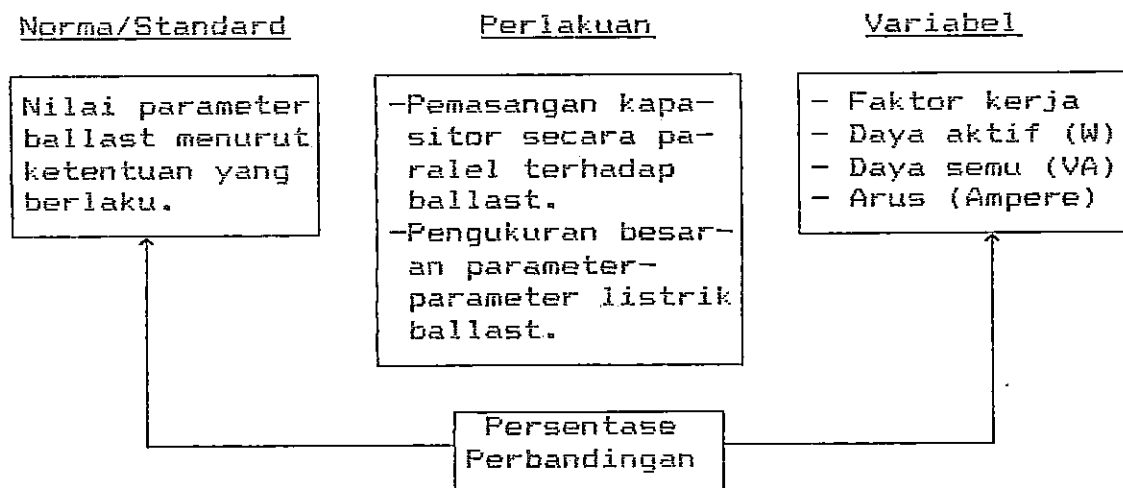 Norma/Standard
Nilai parameter
ballast menurut
ketentuan yang
berlaku.
Perlakuan
-Pemasangan kapa-
sitor secara pa-
ralel terhadap
ballast.
-Pengukuran besar-
an parameter-
parameter listrik
ballast.
Variabel
- Faktor kerja
- Daya aktif (W)
- Daya semu (VA)
- Arus (Ampere)
Persentase
Perbandingan